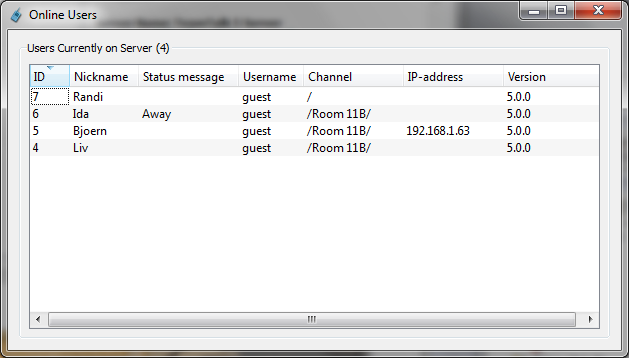 Online Users
Users Currently on Server (4)
ID Nickname Status message Username Channel IP-address Version
7 Randi guest / 5.0.0
6 Ida Away guest /Room 11B/ 5.0.0
5 Bjoern guest /Room 11B/ 192.168.1.63 5.0.0
4 Liv guest /Room 11B/ 5.0.0